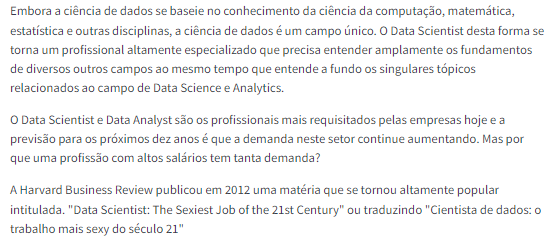 Embora a ciência de dados se baseie no conhecimento da ciência da computação, matemática,
estatística e outras disciplinas, a ciência de dados é um campo único. O Data Scientist desta forma se
torna um profissional altamente especializado que precisa entender amplamente os fundamentos
de diversos outros campos ao mesmo tempo que entende a fundo os singulares tópicos
relacionados ao campo de Data Science e Analytics.
O Data Scientist e Data Analyst são os profissionais mais requisitados pelas empresas hoje e a
previsão para os próximos dez anos é que a demanda neste setor continue aumentando. Mas por
que uma profissão com altos salários tem tanta demanda?
A Harvard Business Review publicou em 2012 uma matéria que se tornou altamente popular
intitulada. "Data Scientist: The Sexiest Job of the 21st Century" ou traduzindo "Cientista de dados: o
trabalho mais sexy do século 21"